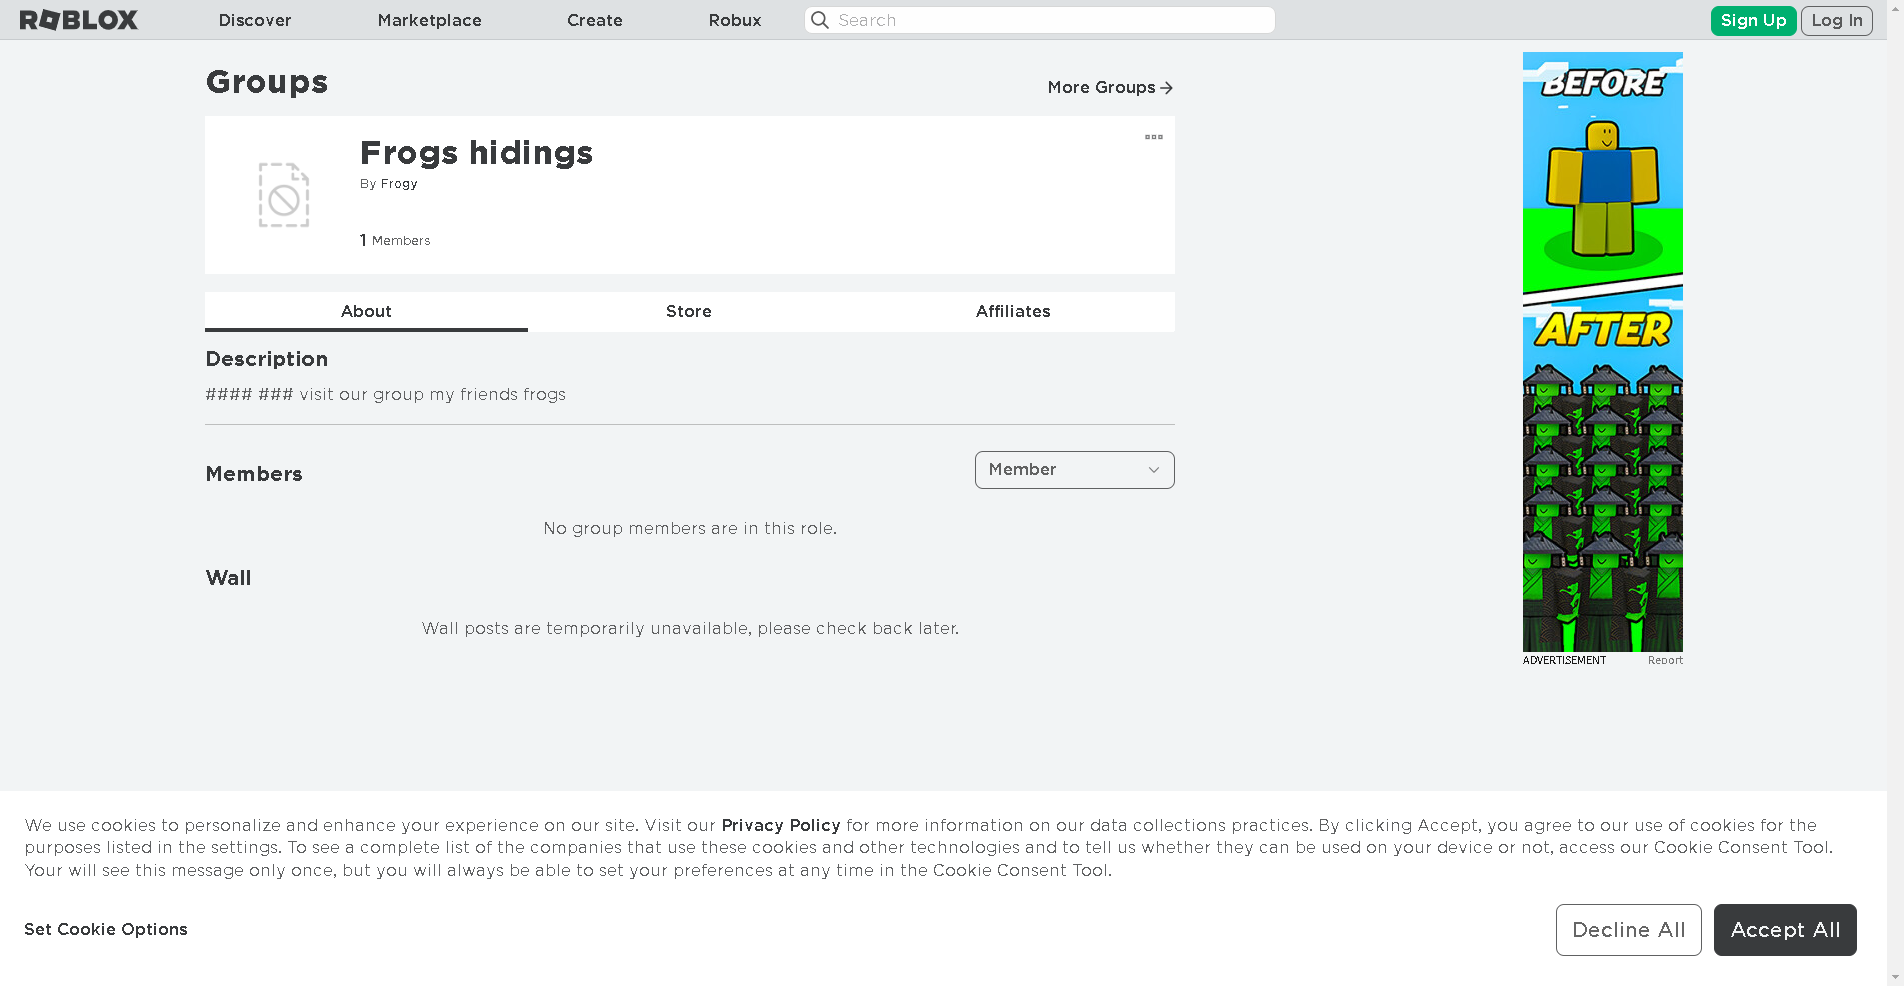 ROBLOX
Discover
Marketplace
Create
Robux
Search
Sign Up
Log In
Groups
More Groups
Frogs hidings
By Frogy
1 Members
About
Store
Affiliates
Description
#### ### visit our group my friends frogs
Members
Member
No group members are in this role.
Wall
Wall posts are temporarily unavailable, please check back later.
BEFORE
AFTER
ADVERTISEMENT
Report
We use cookies to personalize and enhance your experience on our site. Visit our Privacy Policy for more information on our data collections practices. By clicking Accept, you agree to our use of cookies for the
purposes listed in the settings. To see a complete list of the companies that use these cookies and other technologies and to tell us whether they can be used on your device or not, access our Cookie Consent Tool.
Your will see this message only once, but you will always be able to set your preferences at any time in the Cookie Consent Tool.
Set Cookie Options
Decline All
Accept All